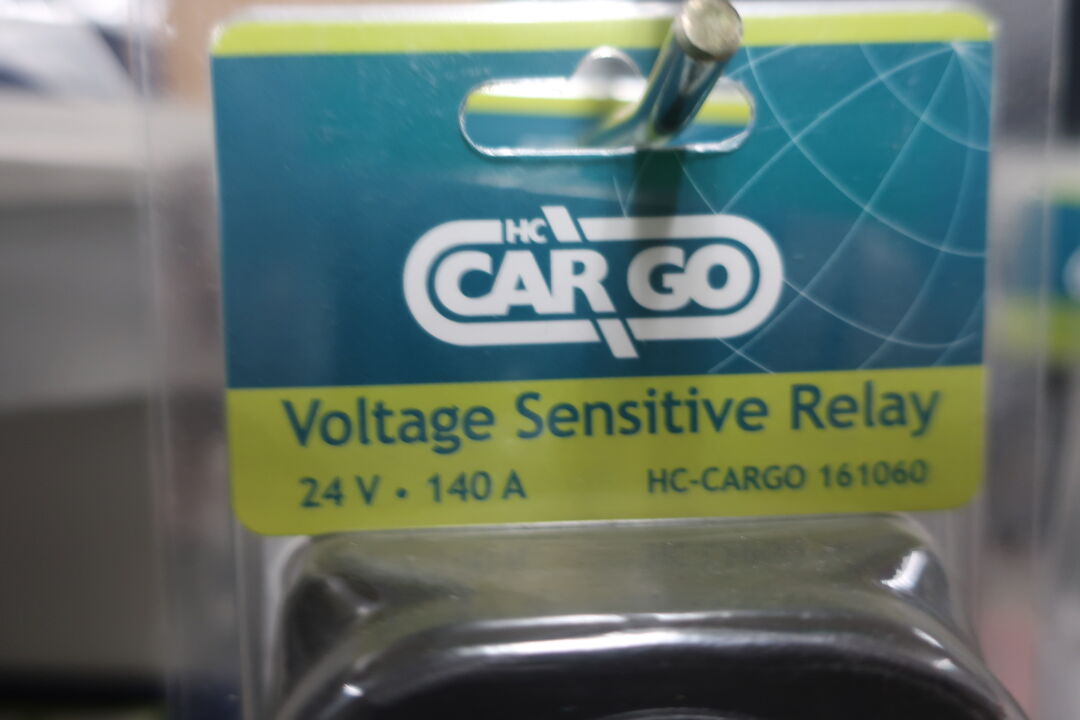 HC
CARGO
Voltage Sensitive Relay
24 V • 140 A HC-CARGO 161060